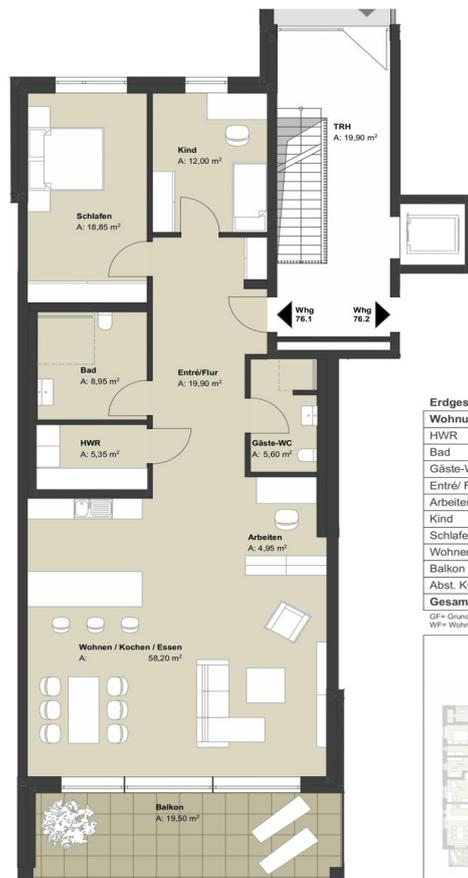 TRH
A: 19,90 m²
Kind
A: 12,00 m²
Schlafen
A: 18,85 m²
Whg
76.1
Whg
76.2
Bad
A: 8,95 m²
Entré/Flur
A: 19,90 m²
HWR
A: 5,35 m²
Gäste-WC
A: 5,60 m²
Arbeiten
A: 4,95 m²
Wohnen / Kochen / Essen
A: 58,20 m²
Balkon
A: 19,50 m²
Erdges
Wohnu
HWR
Bad
Gäste-W
Entré/ F
Arbeiten
Kind
Schlafe
Wohnen
Balkon
Abst. K
Gesam
GF= Grund
WF= Wohn